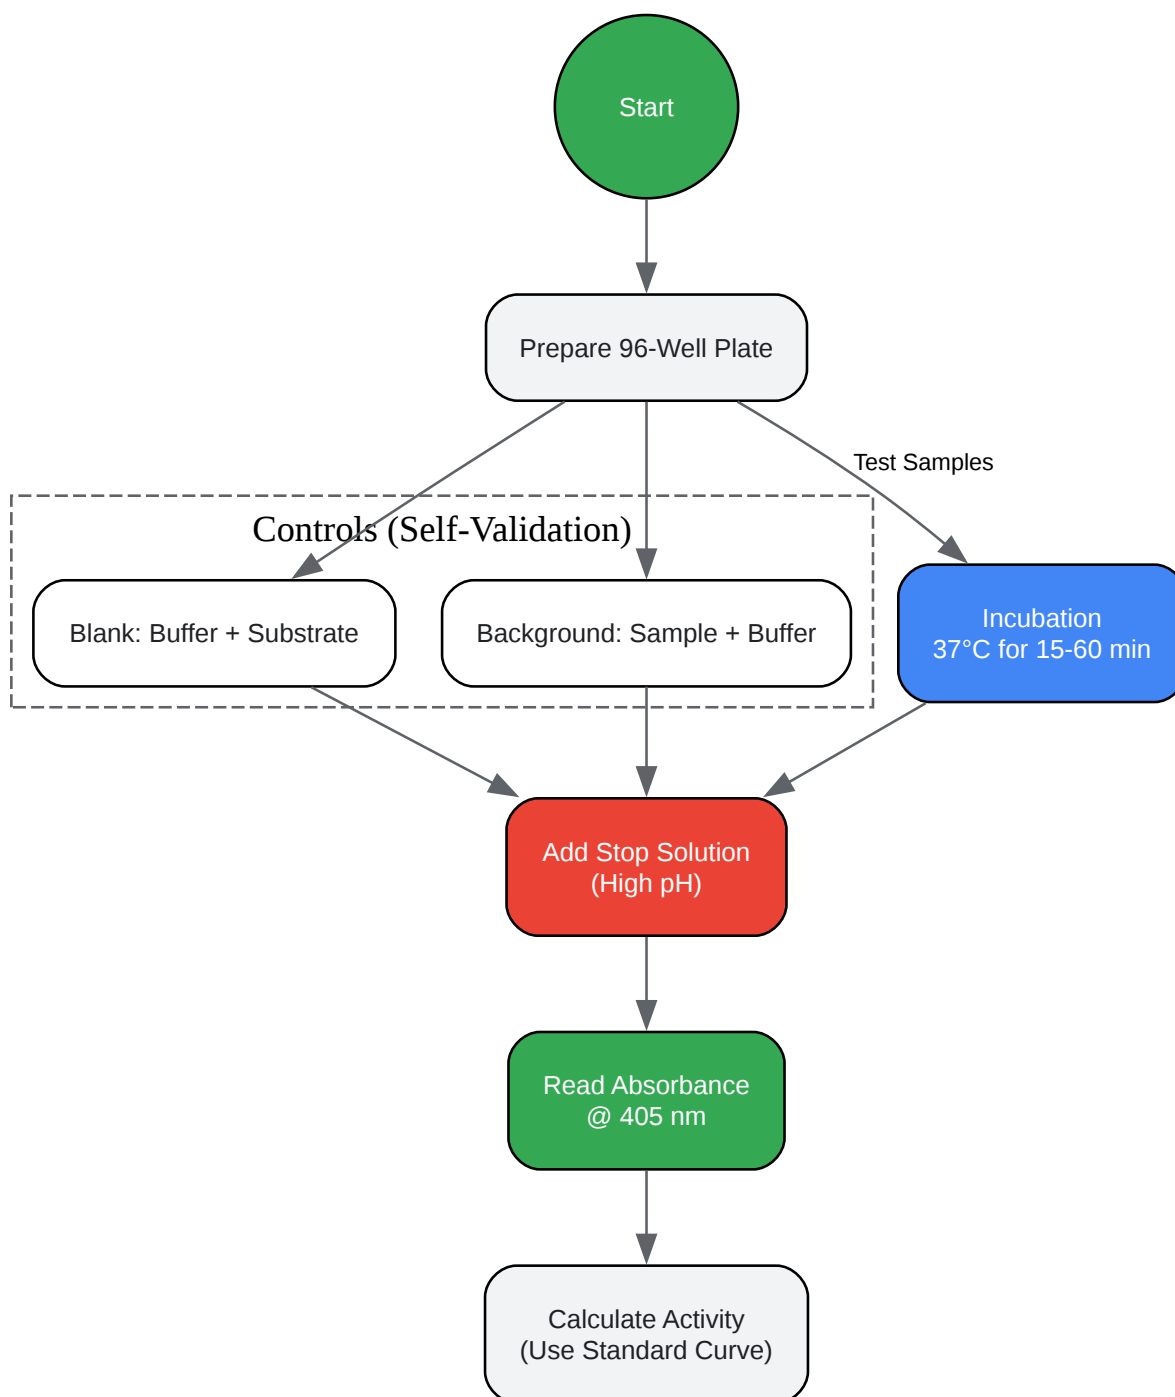 Start
Prepare 96-Well Plate
Test Samples
Controls (Self-Validation)
Blank: Buffer + Substrate
Background: Sample + Buffer
Incubation
37°C for 15-60 min
Add Stop Solution
(High pH)
Read Absorbance
@ 405 nm
Calculate Activity
(Use Standard Curve)